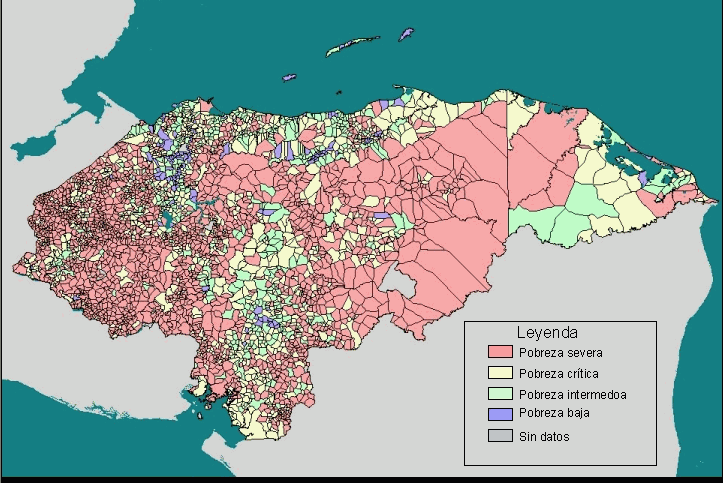 Leyenda
Pobreza severa
Pobreza crítica
Pobreza intermedoa
Pobreza baja
Sin datos